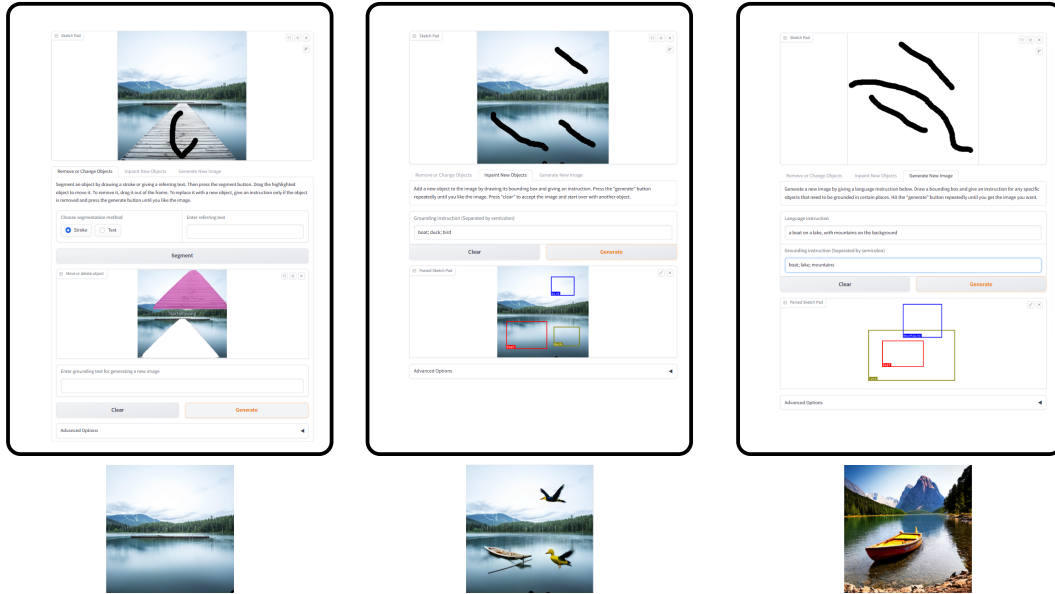 Sketch Pad
Remove or Change Objects
Inpaint New Objects
Generate New Image
Segment an object by drawing a stroke or giving a referring text. Then press the segment button. Drag the highlighted
object to move it. To remove it, drag it out of the frame. To replace it with a new object, give an instruction only if the object
is removed and press the generate button until you like the image.
Choose segmentation method
Stroke
Text
Enter referring text
Segment
Move or delete object
Enter grounding text for generating a new image
Clear
Generate
Advanced Options
Sketch Pad
Remove or Change Objects
Inpaint New Objects
Generate New Image
Add a new object to the image by drawing its bounding box and giving an instruction. Press the "generate" button
repeatedly until you like the image. Press "clear" to accept the image and start over with another object.
Grounding instruction (Separated by semicolon)
boat; duck; bird
Clear
Generate
Parsed Sketch Pad
Advanced Options
Sketch Pad
Remove or Change Objects
Inpaint New Objects
Generate New Image
Generate a new image by giving a language instruction below. Draw a bounding box and give an instruction for any specific
objects that need to be grounded in certain places. Hit the "generate" button repeatedly until you get the image you want.
Language instruction
a boat on a lake, with mountains on the background
Grounding instruction (Separated by semicolon)
boat; lake; mountains
Clear
Generate
Parsed Sketch Pad
Advanced Options